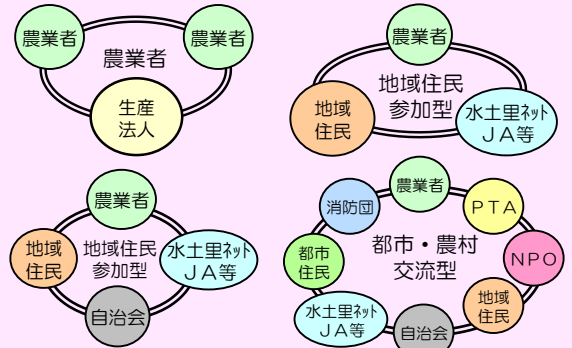 農業者
農業者
農業者
生産
法人
農業者
地域住民
参加型
地域
住民
水土里ネット
ＪＡ等
農業者
地域
住民
地域住民
参加型
水土里ネット
ＪＡ等
自治会
農業者
消防団
ＰＴＡ
都市
住民
都市・農村
交流型
ＮＰＯ
水土里ネット
ＪＡ等
地域
住民
自治会